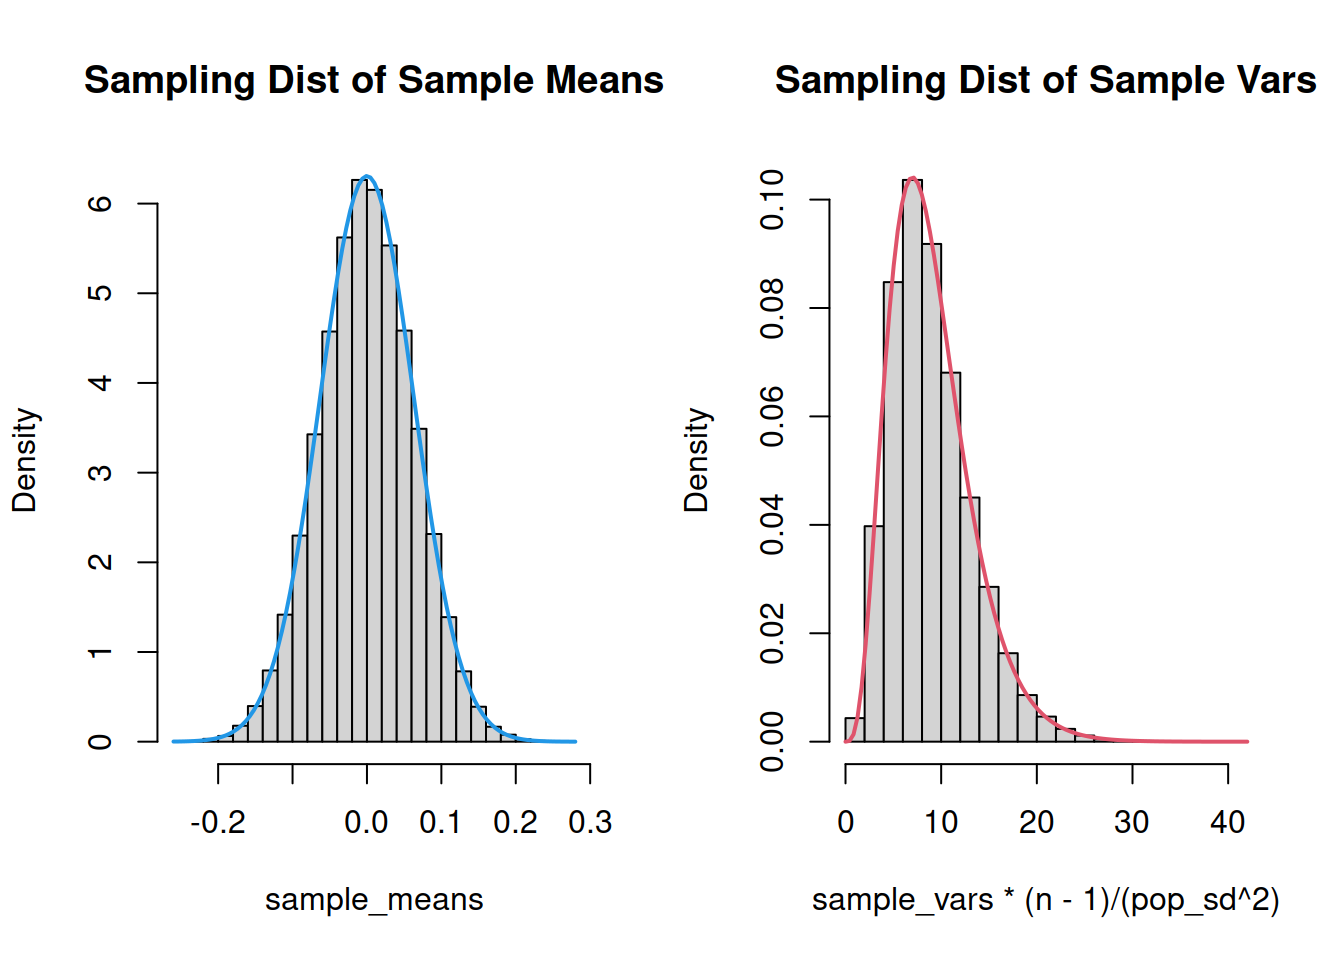 Sampling Dist of Sample Means
Density
6
5
4
3
2
1
0
-0.2 0.0 0.1 0.2 0.3
sample_means
Sampling Dist of Sample Vars
Density
0.10
0.08
0.06
0.04
0.02
0.00
0 10 20 30 40
sample_vars * (n - 1)/(pop_sd^2)